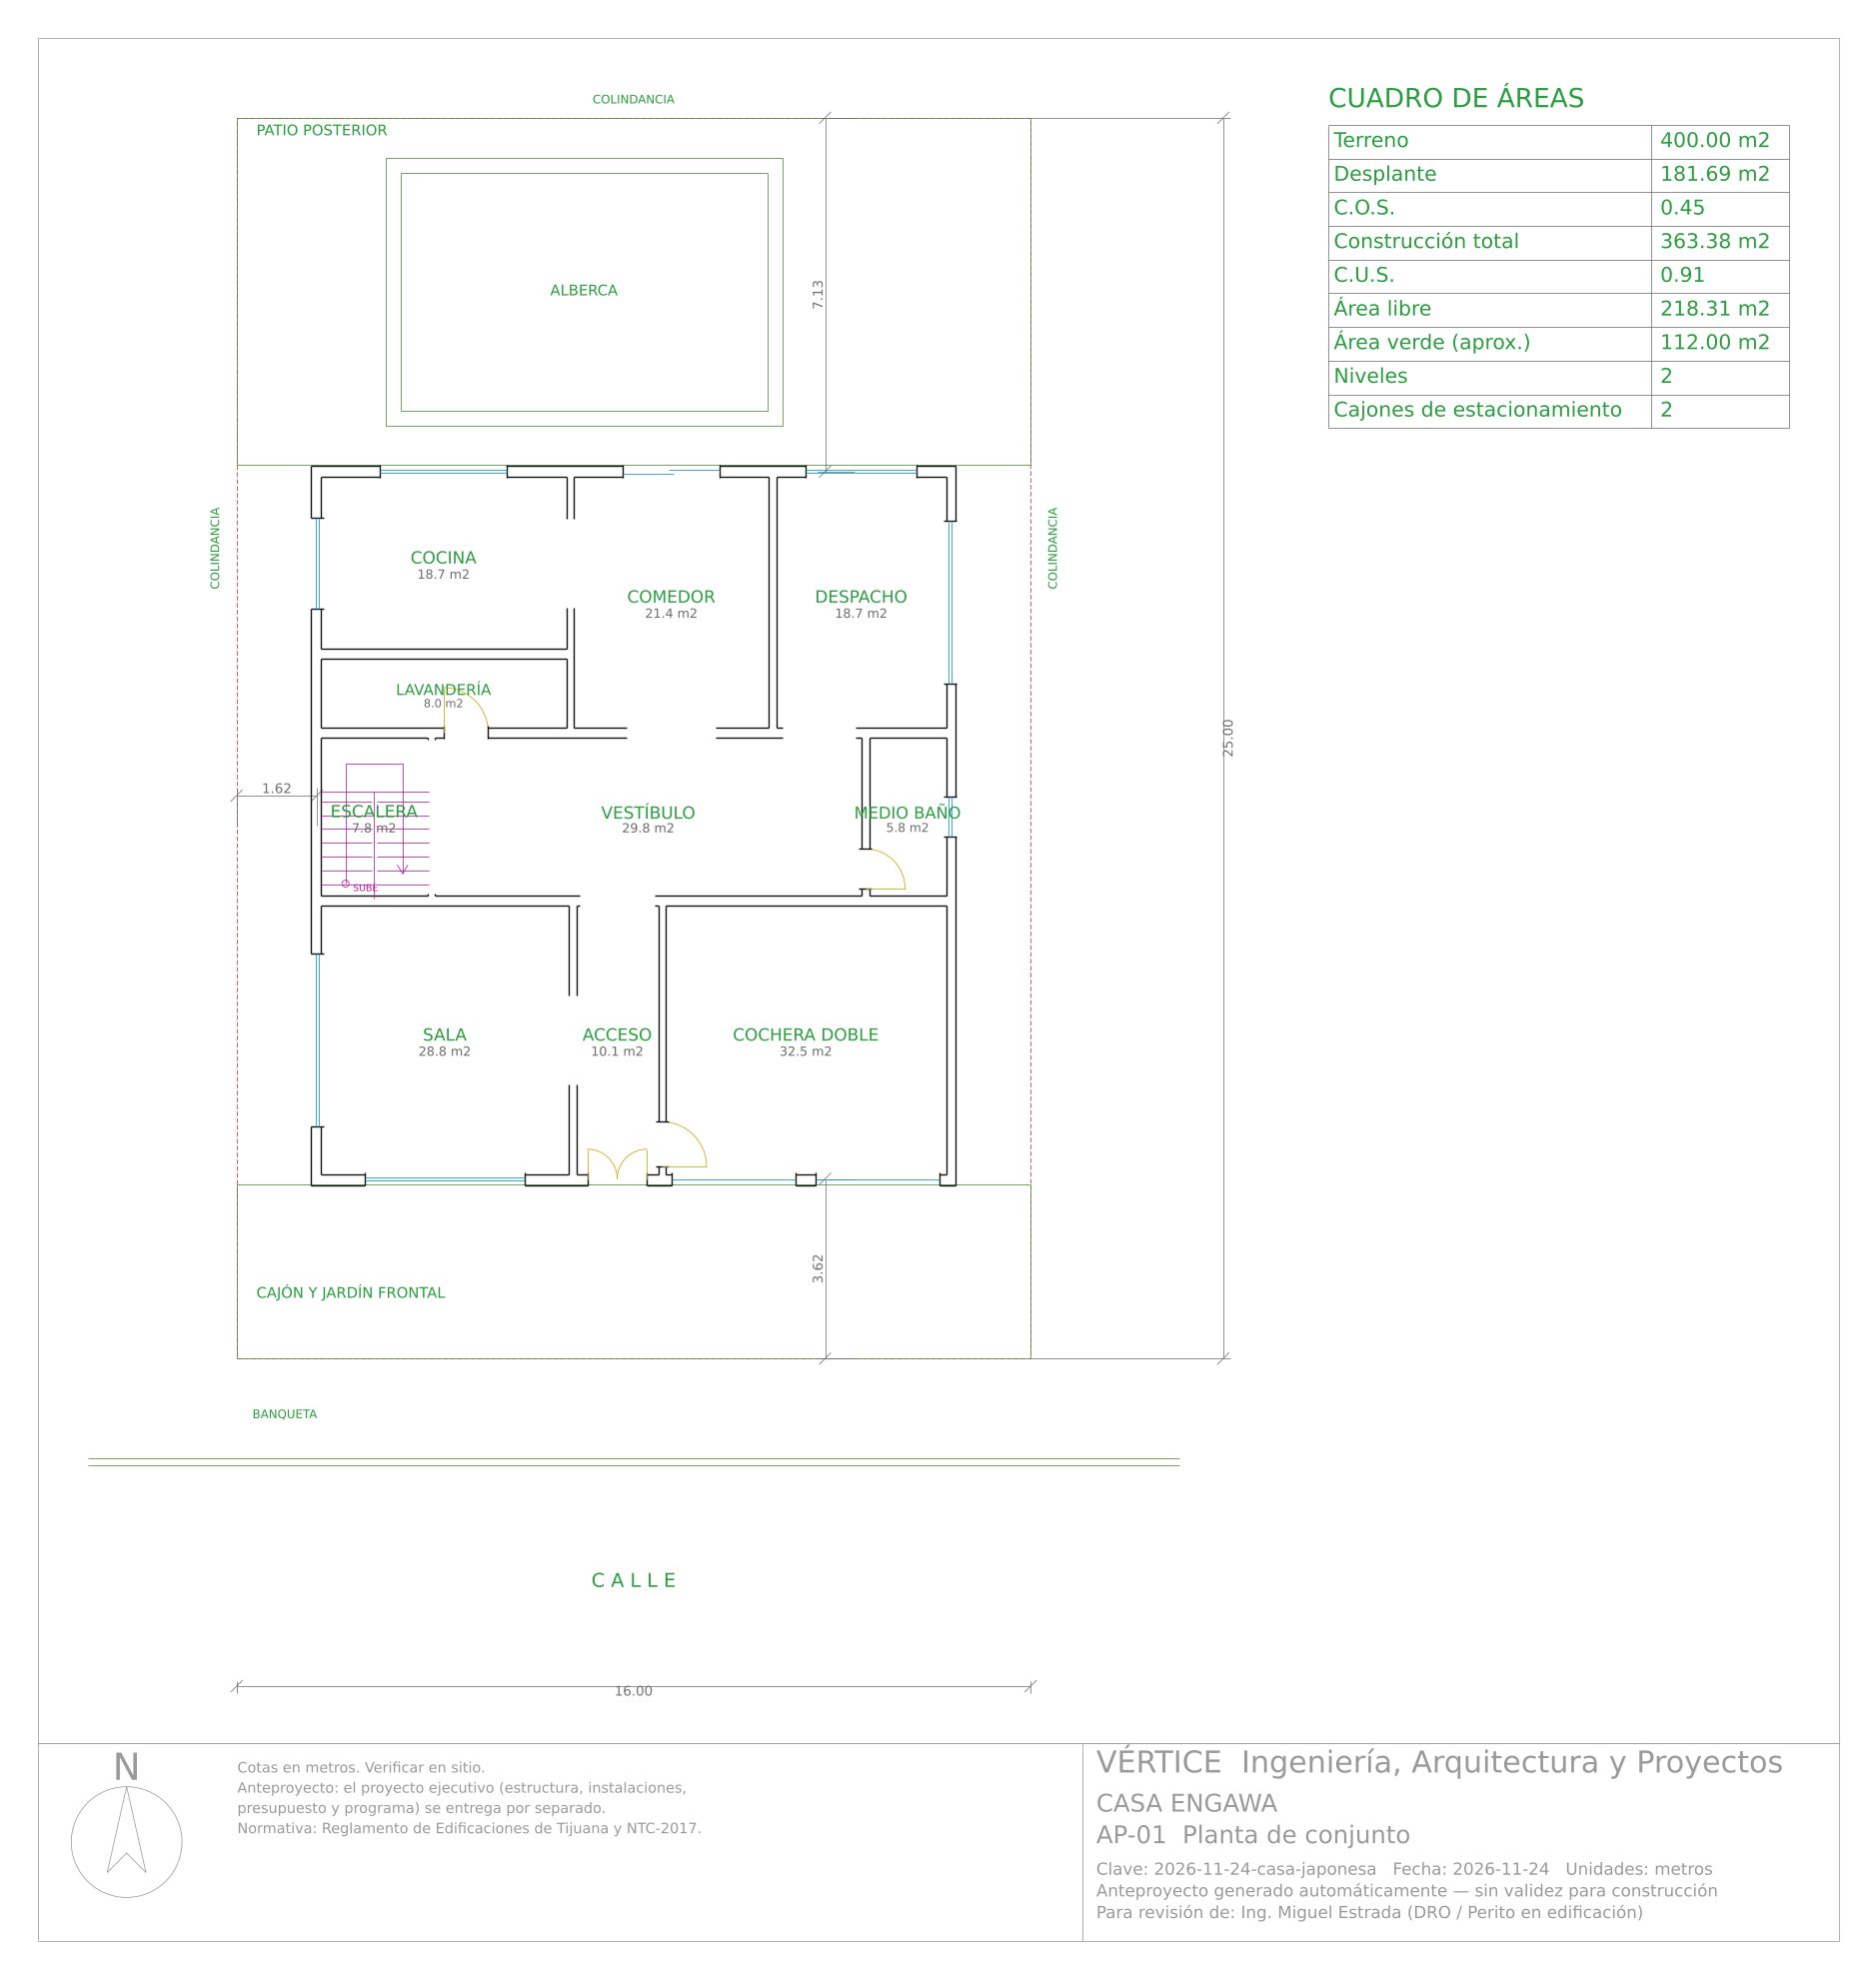 COLINDANCIA
PATIO POSTERIOR
ALBERCA
7.13
CUADRO DE ÁREAS
Terreno 400.00 m2
Desplante 181.69 m2
C.O.S. 0.45
Construcción total 363.38 m2
C.U.S. 0.91
Área libre 218.31 m2
Área verde (aprox.) 112.00 m2
Niveles 2
Cajones de estacionamiento 2
COLINDANCIA
COLINDANCIA
COCINA
18.7 m2
COMEDOR
21.4 m2
DESPACHO
18.7 m2
LAVANDERÍA
8.0 m2
25.00
1.62
ESCALERA
7.8 m2
SUBE
VESTÍBULO
29.8 m2
MEDIO BAÑO
5.8 m2
SALA
28.8 m2
ACCESO
10.1 m2
COCHERA DOBLE
32.5 m2
3.62
CAJÓN Y JARDÍN FRONTAL
BANQUETA
CALLE
16.00
N
Cotas en metros. Verificar en sitio.
Anteproyecto: el proyecto ejecutivo (estructura, instalaciones,
presupuesto y programa) se entrega por separado.
Normativa: Reglamento de Edificaciones de Tijuana y NTC-2017.
VÉRTICE Ingeniería, Arquitectura y Proyectos
CASA ENGAWA
AP-01 Planta de conjunto
Clave: 2026-11-24-casa-japonesa Fecha: 2026-11-24 Unidades: metros
Anteproyecto generado automáticamente — sin validez para construcción
Para revisión de: Ing. Miguel Estrada (DRO / Perito en edificación)